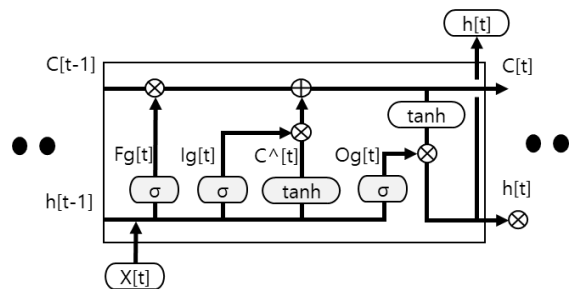 h[t]
C[t-1]
C[t]
tanh
Fg[t]
Ig[t]
C^[t]
Og[t]
σ
σ
tanh
σ
h[t-1]
h[t]
X[t]